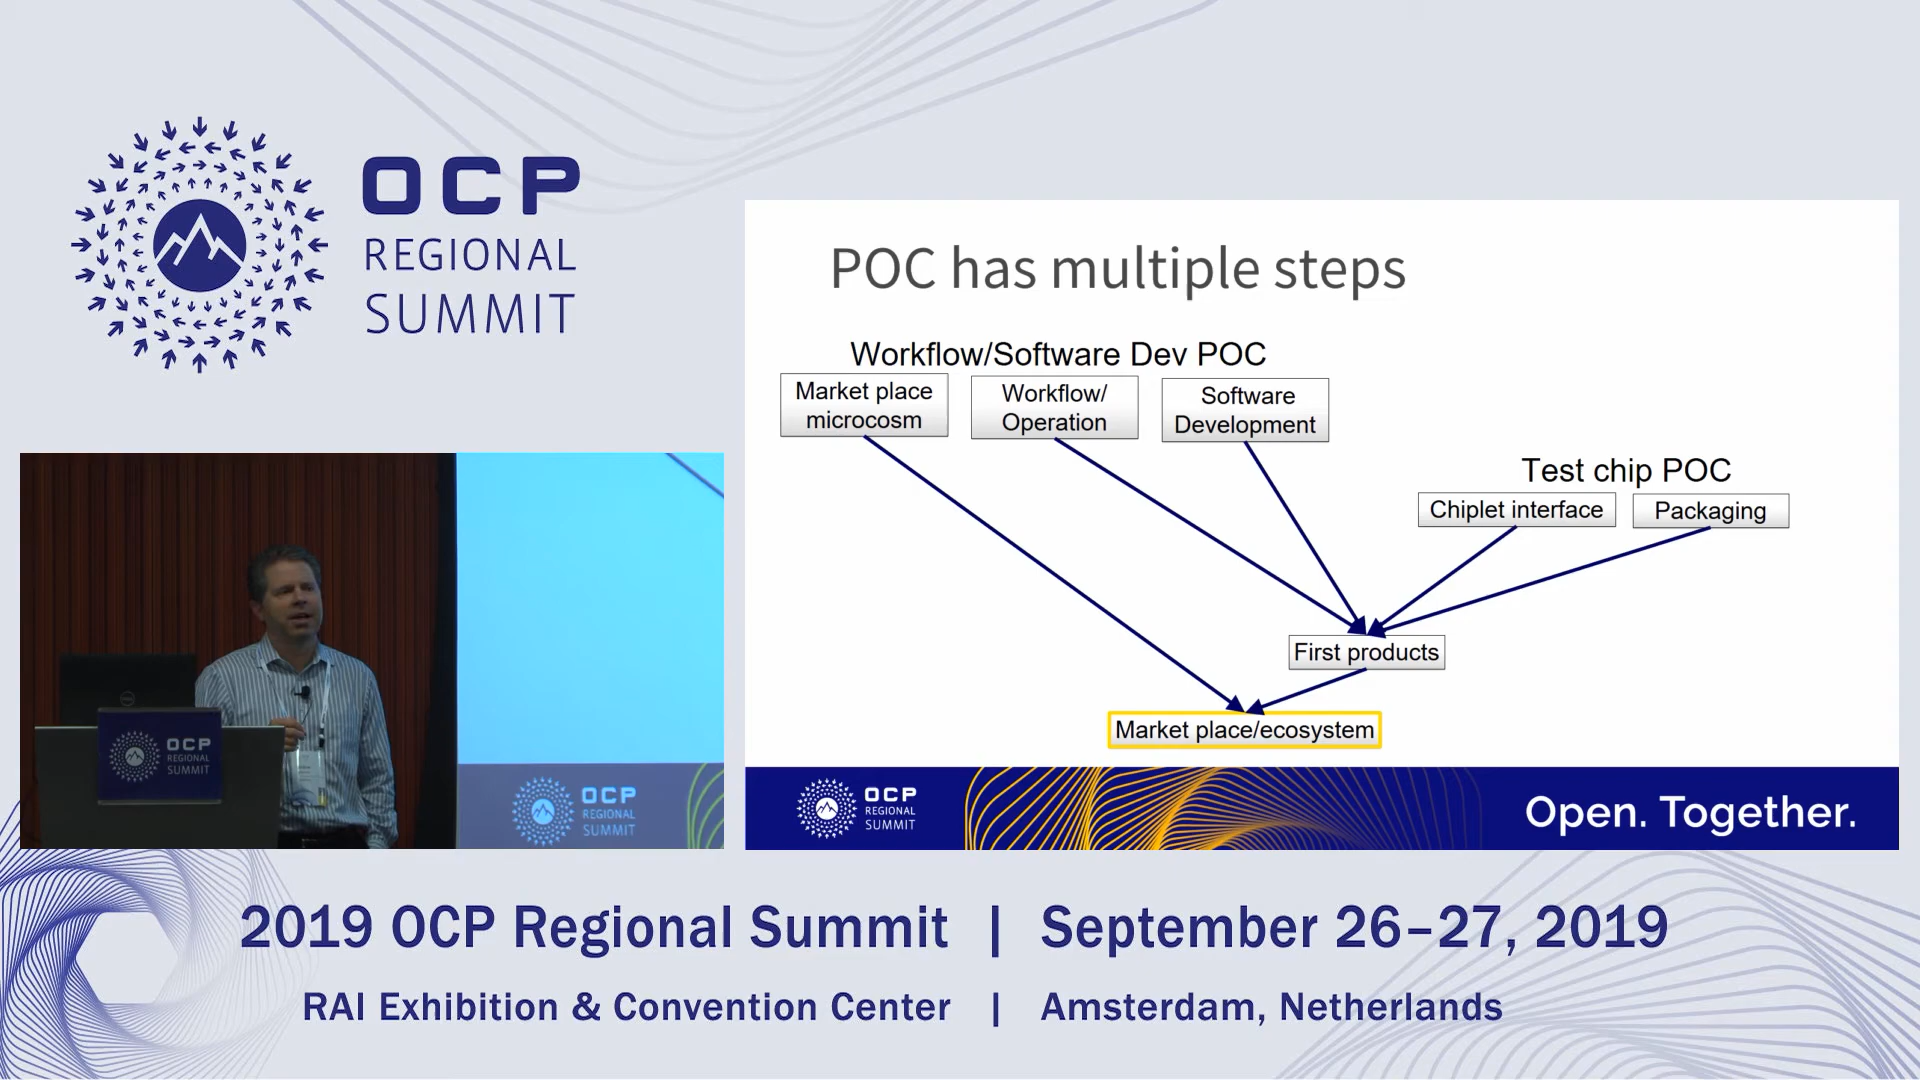 OCP
REGIONAL
SUMMIT
POC has multiple steps
Workflow/Software Dev POC
Market place
microcosm
Workflow/
Operation
Software
Development
Test chip POC
Chiplet interface
Packaging
First products
Market place/ecosystem
OCP
REGIONAL
SUMMIT
Open. Together.
OCP
REGIONAL
SUMMIT
OCP
REGIONAL
SUMMIT
2019 OCP Regional Summit | September 26–27, 2019
RAI Exhibition & Convention Center | Amsterdam, Netherlands